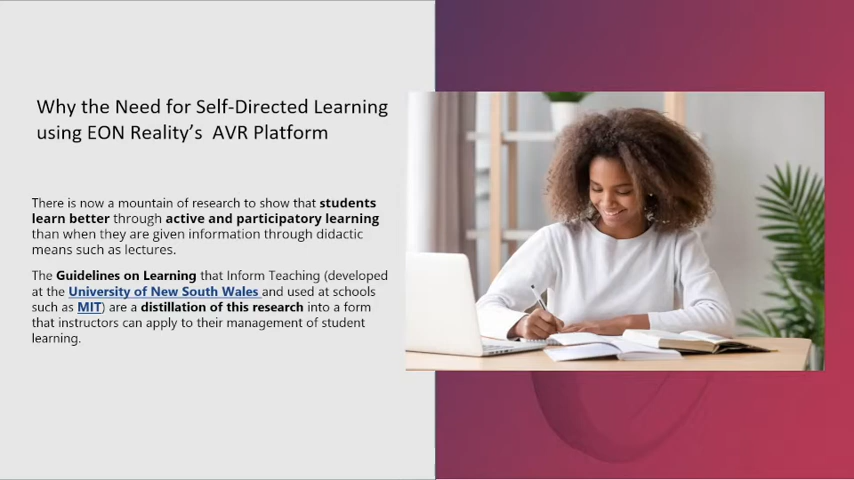 Why the Need for Self-Directed Learning
using EON Reality’s AVR Platform
There is now a mountain of research to show that students
learn better through active and participatory learning
than when they are given information through didactic
means such as lectures.
The Guidelines on Learning that Inform Teaching (developed
at the University of New South Wales and used at schools
such as MIT) are a distillation of this research into a form
that instructors can apply to their management of student
learning.